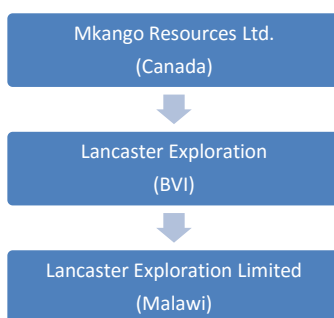 Mkango Resources Ltd.
(Canada)
Lancaster Exploration
(BVI)
Lancaster Exploration Limited
(Malawi)